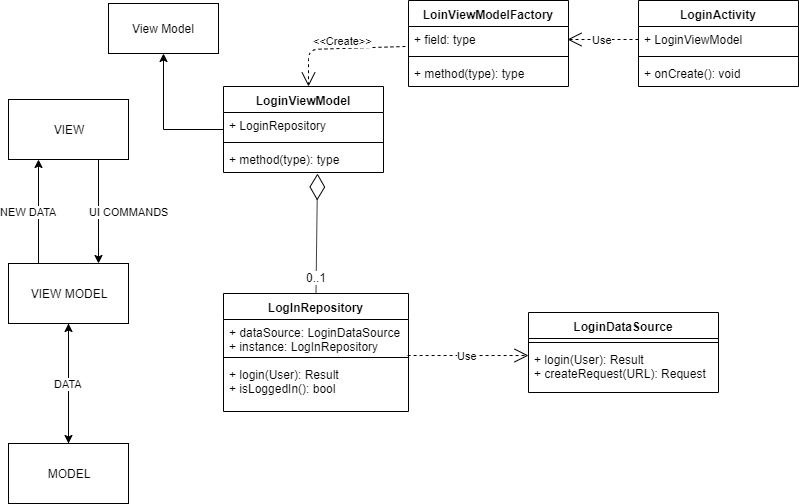 View Model
LoinViewModelFactory
+ field: type
+ method(type): type
LoginActivity
+ LoginViewModel
+ onCreate(): void
<<Create>>
Use
LoginViewModel
+ LoginRepository
+ method(type): type
VIEW
NEW DATA
UI COMMANDS
VIEW MODEL
DATA
MODEL
0..1
LogInRepository
+ dataSource: LoginDataSource
+ instance: LogInRepository
+ login(User): Result
+ isLoggedIn(): bool
Use
LoginDataSource
+ login(User): Result
+ createRequest(URL): Request